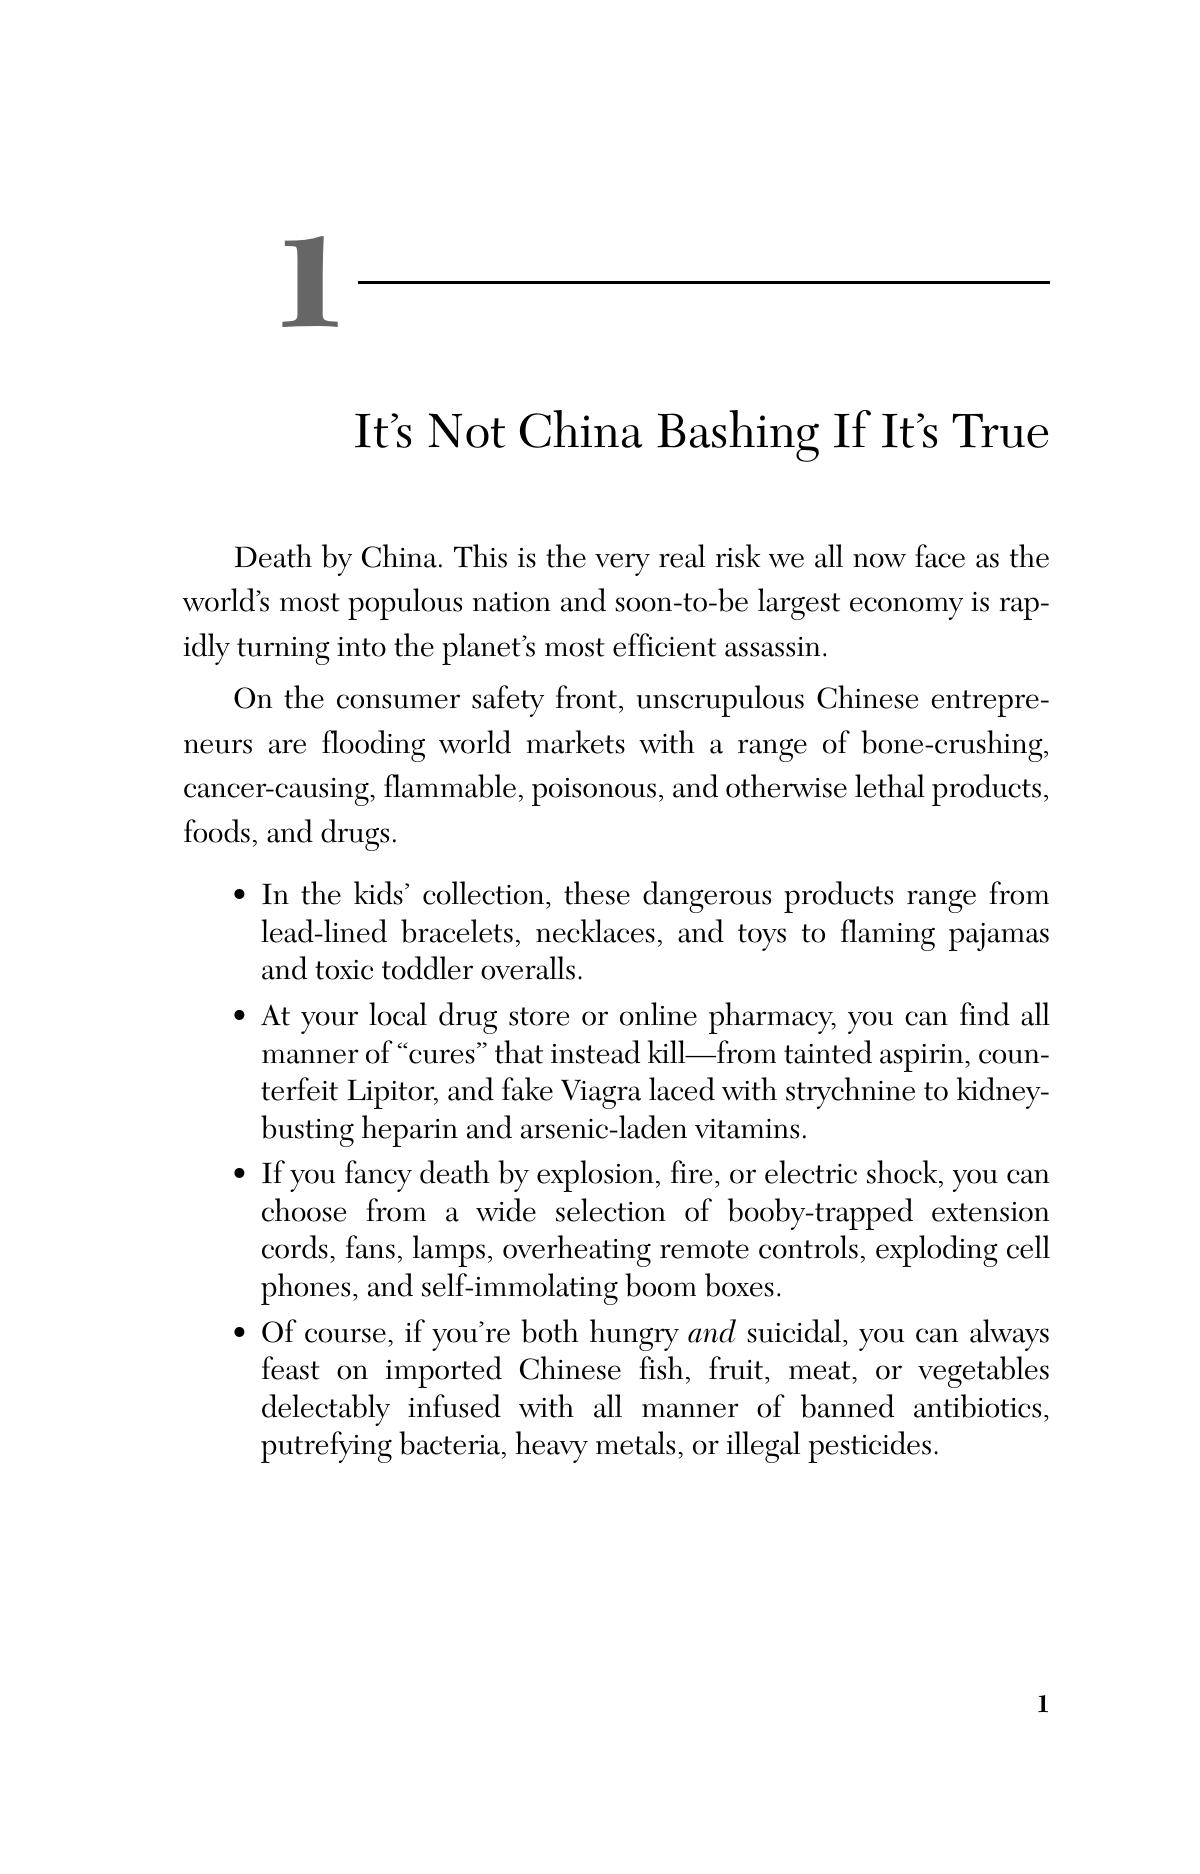 1
It’s Not China Bashing If It’s True
Death by China. This is the very real risk we all now face as the
world’s most populous nation and soon-to-be largest economy is rap-
idly turning into the planet’s most efficient assassin.
On the consumer safety front, unscrupulous Chinese entrepre-
neurs are flooding world markets with a range of bone-crushing,
cancer-causing, flammable, poisonous, and otherwise lethal products,
foods, and drugs.
• In the kids’ collection, these dangerous products range from
lead-lined bracelets, necklaces, and toys to flaming pajamas
and toxic toddler overalls.
• At your local drug store or online pharmacy, you can find all
manner of “cures” that instead kill—from tainted aspirin, coun-
terfeit Lipitor, and fake Viagra laced with strychnine to kidney-
busting heparin and arsenic-laden vitamins.
• If you fancy death by explosion, fire, or electric shock, you can
choose from a wide selection of booby-trapped extension
cords, fans, lamps, overheating remote controls, exploding cell
phones, and self-immolating boom boxes.
• Of course, if you’re both hungry and suicidal, you can always
feast on imported Chinese fish, fruit, meat, or vegetables
delectably infused with all manner of banned antibiotics,
putrefying bacteria, heavy metals, or illegal pesticides.
1